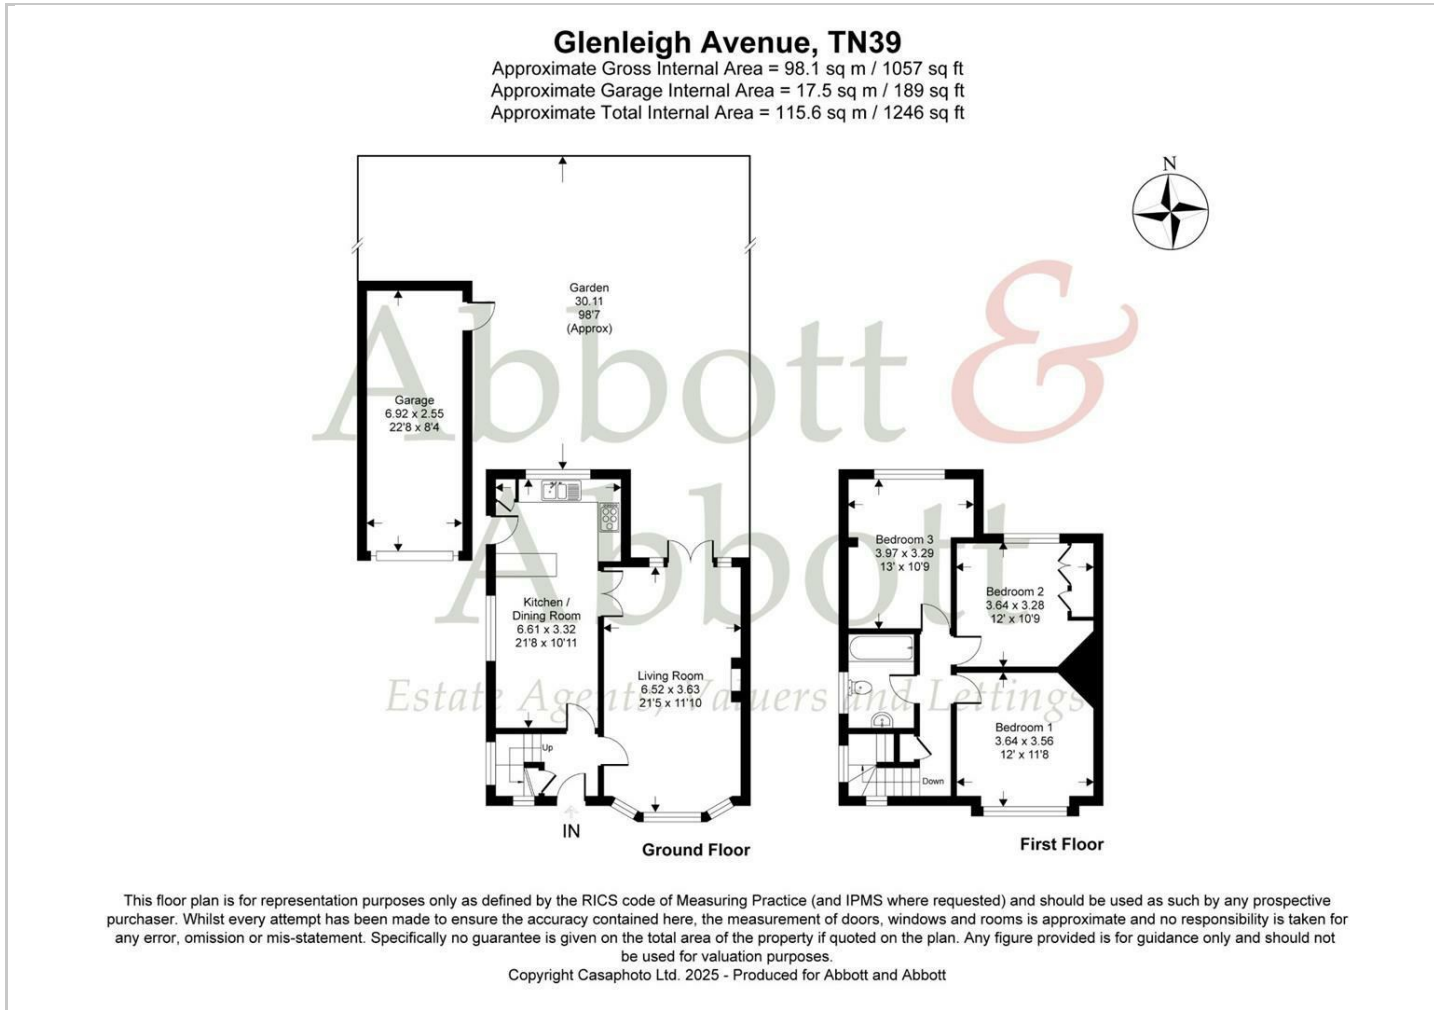 Glenleigh Avenue, TN39
Approximate Gross Internal Area = 98.1 sq m / 1057 sq ft
Approximate Garage Internal Area = 17.5 sq m / 189 sq ft
Approximate Total Internal Area = 115.6 sq m / 1246 sq ft
N
Garden
30.11
98'7
(Approx)
Abbott &
Abbott
Estate Agents, Valuers and Lettings
Garage
6.92 x 2.55
22'8 x 8'4
Kitchen /
Dining Room
6.61 x 3.32
21'8 x 10'11
Living Room
6.52 x 3.63
21'5 x 11'10
Up
IN
Ground Floor
Bedroom 3
3.97 x 3.29
13' x 10'9
Bedroom 2
3.64 x 3.28
12' x 10'9
Bedroom 1
3.64 x 3.56
12' x 11'8
Down
First Floor
This floor plan is for representation purposes only as defined by the RICS code of Measuring Practice (and IPMS where requested) and should be used as such by any prospective
purchaser. Whilst every attempt has been made to ensure the accuracy contained here, the measurement of doors, windows and rooms is approximate and no responsibility is taken for
any error, omission or mis-statement. Specifically no guarantee is given on the total area of the property if quoted on the plan. Any figure provided is for guidance only and should not
be used for valuation purposes.
Copyright Casaphoto Ltd. 2025 - Produced for Abbott and Abbott